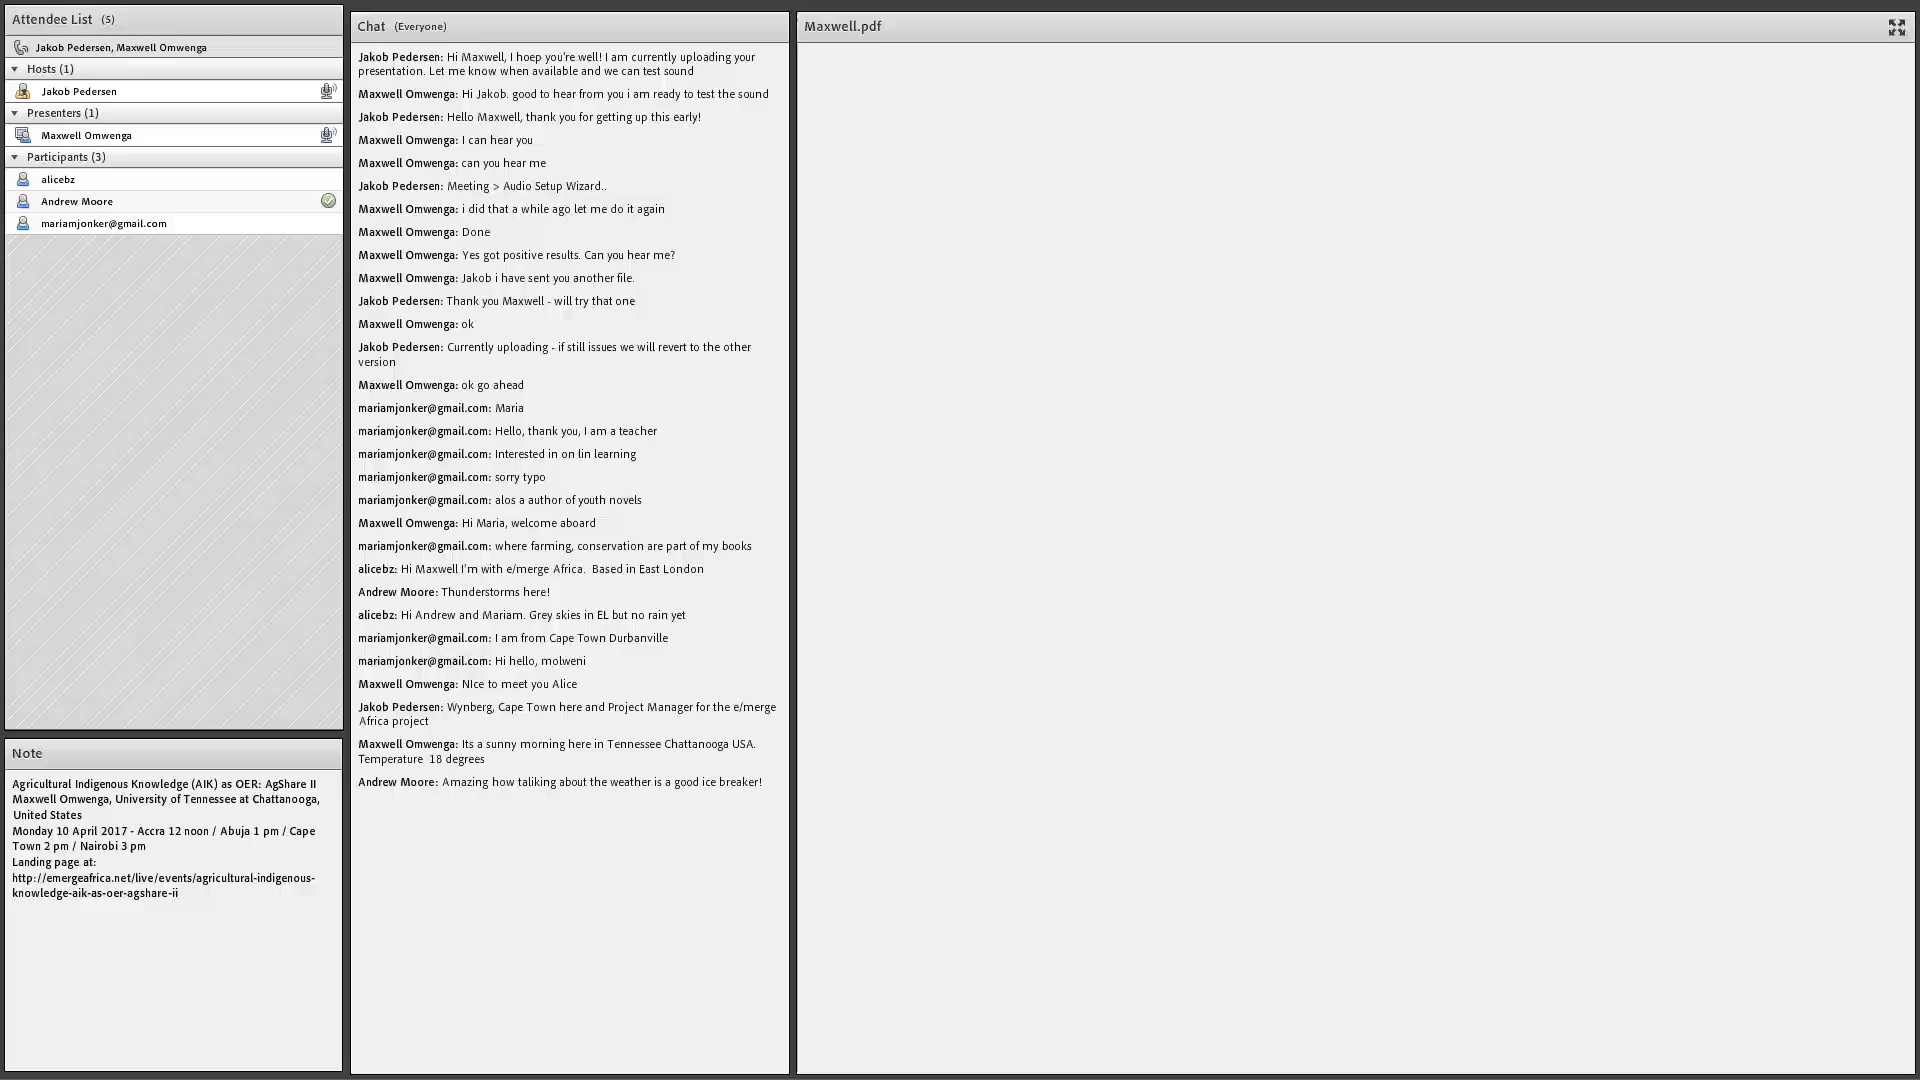 Attendee List (5)
Jakob Pedersen, Maxwell Omwenga
Hosts (1)
Jakob Pedersen
Presenters (1)
Maxwell Omwenga
Participants (3)
alicebz
Andrew Moore
mariamjonker@gmail.com
Note
Agricultural Indigenous Knowledge (AIK) as OER: AgShare II
Maxwell Omwenga, University of Tennesee at Chattanooga,
United States
Monday 10 April 2017 - Accra 12 noon / Abuja 1 pm / Cape
Town 2 pm / Nairobi 3 pm
Landing page at:
http://emergeafrica.net/live/events/agricultural-indigenous-
knowledge-aik-as-oer-agshare-ii
Chat (Everyone)
Jakob Pedersen: Hi Maxwell, I hoep you're well! I am currently uploading your
presentation. Let me know when available and we can test sound
Maxwell Omwenga: Hi Jakob. good to hear from you i am ready to test the sound
Jakob Pedersen: Hello Maxwell, thank you for getting up this early!
Maxwell Omwenga: I can hear you
Maxwell Omwenga: can you hear me
Jakob Pedersen: Meeting > Audio Setup Wizard..
Maxwell Omwenga: i did that a while ago let me do it again
Maxwell Omwenga: Done
Maxwell Omwenga: Yes got positive results. Can you hear me?
Maxwell Omwenga: Jakob i have sent you another file.
Jakob Pedersen: Thank you Maxwell - will try that one
Maxwell Omwenga: ok
Jakob Pedersen: Currently uploading - if still issues we will revert to the other
version
Maxwell Omwenga: ok go ahead
mariamjonker@gmail.com: Maria
mariamjonker@gmail.com: Hello, thank you, I am a teacher
mariamjonker@gmail.com: Interested in on lin learning
mariamjonker@gmail.com: sorry typo
mariamjonker@gmail.com: alos a author of youth novels
Maxwell Omwenga: Hi Maria, welcome aboard
mariamjonker@gmail.com: where farming, conservation are part of my books
alicebz: Hi Maxwell I'm with e/merge Africa.  Based in East London
Andrew Moore: Thunderstorms here!
alicebz: Hi Andrew and Mariam. Grey skies in EL but no rain yet
mariamjonker@gmail.com: I am from Cape Town Durbanville
mariamjonker@gmail.com: Hi hello, molweni
Maxwell Omwenga: NIce to meet you Alice
Jakob Pedersen: Wynberg, Cape Town here and Project Manager for the e/merge
Africa project
Maxwell Omwenga: Its a sunny morning here in Tennessee Chattanooga USA.
Temperature  18 degrees
Andrew Moore: Amazing how taliking about the weather is a good ice breaker!
Maxwell.pdf